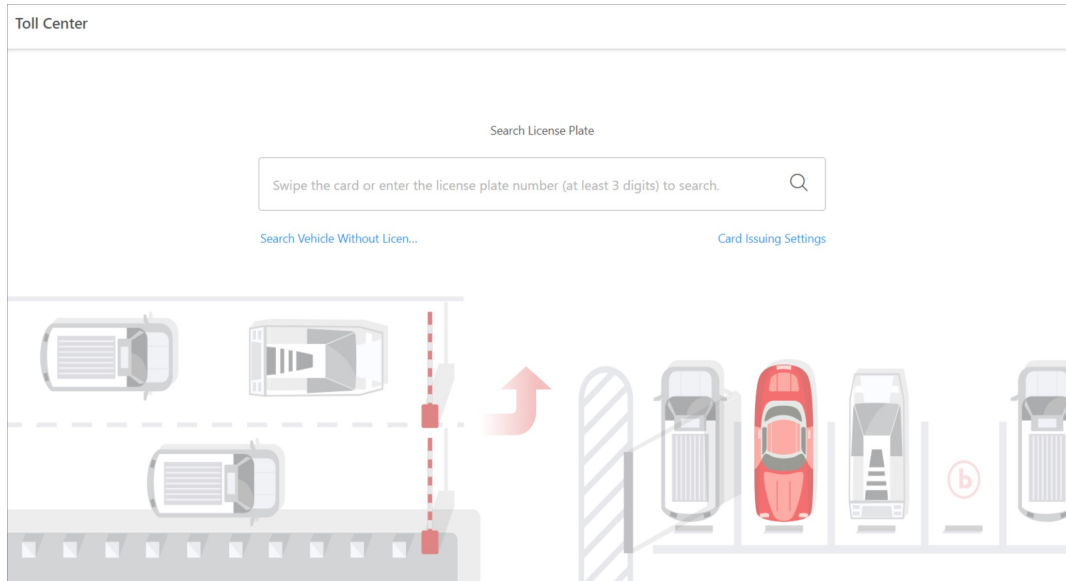 Toll Center
Search License Plate
Swipe the card or enter the license plate number (at least 3 digits) to search.
Search Vehicle Without Licen...
Card Issuing Settings
b